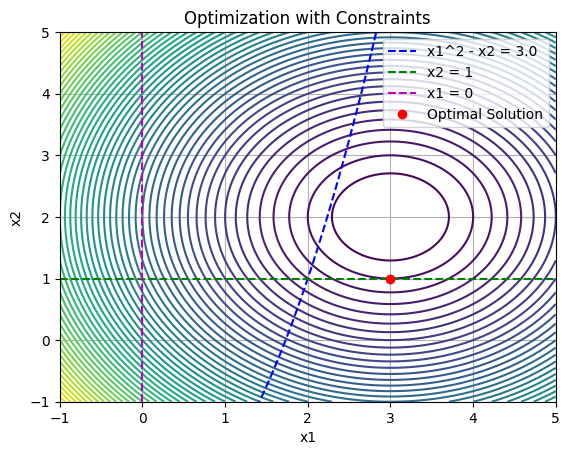 Optimization with Constraints
x1^2 - x2 = 3.0
x2 = 1
x1 = 0
Optimal Solution
5
4
3
2
1
0
−1
x2
−1 0 1 2 3 4 5
x1